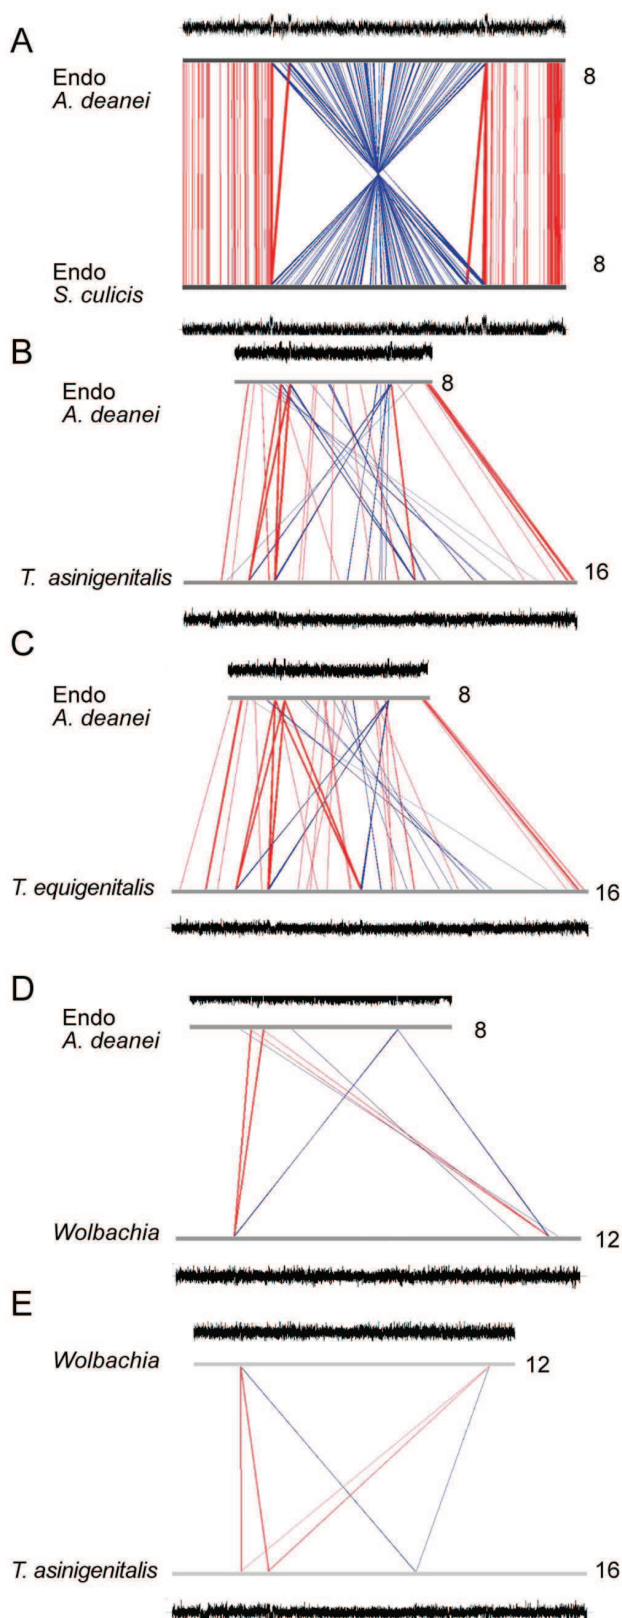 A
Endo
A. deanei
8
Endo
S. culicis
8
B
Endo
A. deanei
8
T. asinigenitalis
16
C
Endo
A. deanei
8
T. equigenitalis
16
D
Endo
A. deanei
8
Wolbachia
12
E
Wolbachia
12
T. asinigenitalis
16